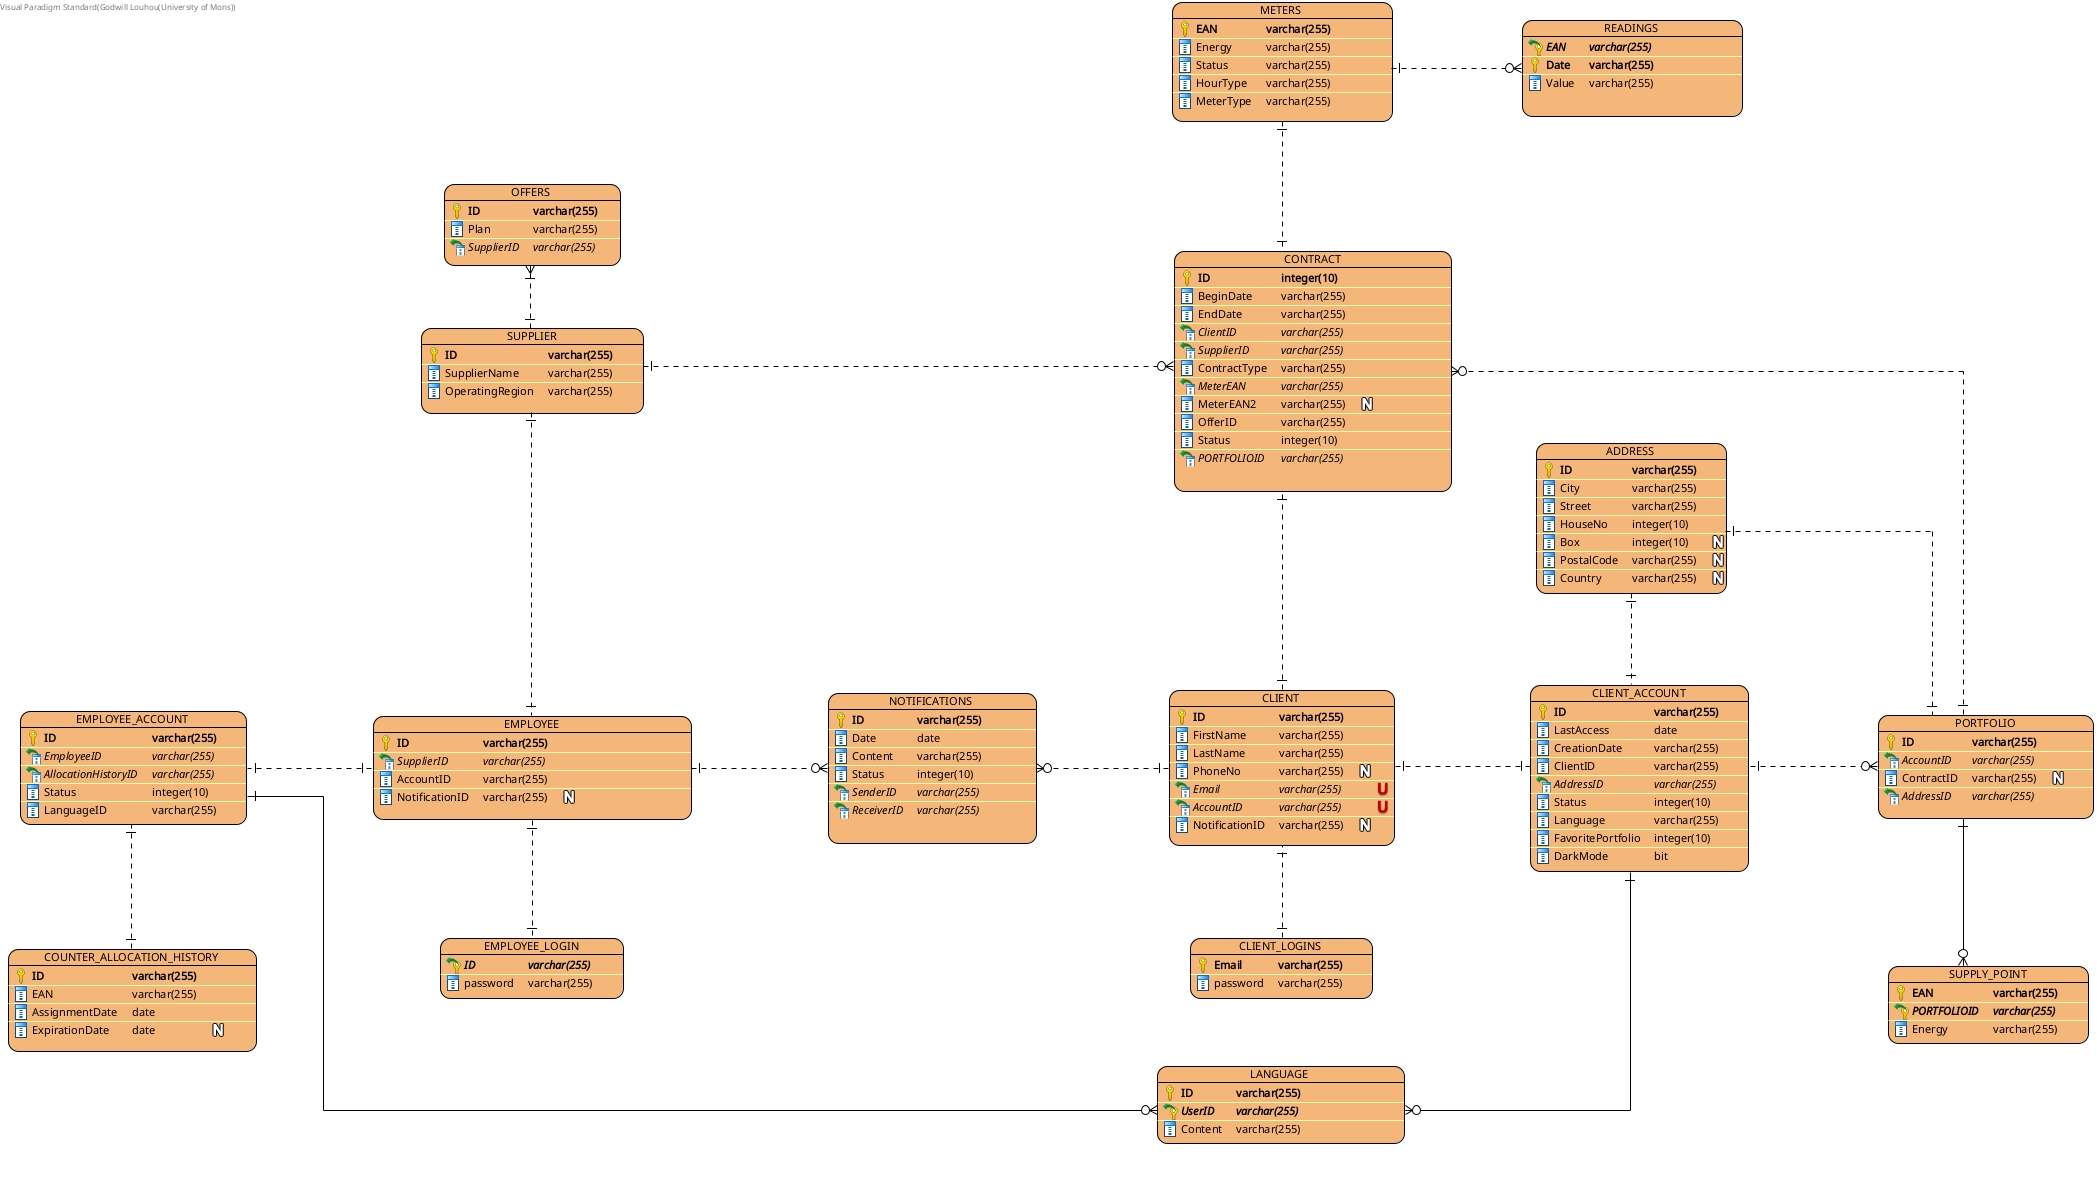 Visual Paradigm Standard(Godwill Louhou(University of Mons))
METERS
EAN varchar(255)
Energy varchar(255)
Status varchar(255)
HourType varchar(255)
MeterType varchar(255)
READINGS
EAN varchar(255)
Date varchar(255)
Value varchar(255)
OFFERS
ID varchar(255)
Plan varchar(255)
SupplierID varchar(255)
SUPPLIER
ID varchar(255)
SupplierName varchar(255)
OperatingRegion varchar(255)
CONTRACT
ID integer(10)
BeginDate varchar(255)
EndDate varchar(255)
ClientID varchar(255)
SupplierID varchar(255)
ContractType varchar(255)
MeterEAN varchar(255)
MeterEAN2 varchar(255) N
OfferID varchar(255)
Status integer(10)
PORTFOLIOID varchar(255)
ADDRESS
ID varchar(255)
City varchar(255)
Street varchar(255)
HouseNo integer(10)
Box integer(10) N
PostalCode varchar(255) N
Country varchar(255) N
EMPLOYEE_ACCOUNT
ID varchar(255)
EmployeeID varchar(255)
AllocationHistoryID varchar(255)
Status integer(10)
LanguageID varchar(255)
EMPLOYEE
ID varchar(255)
SupplierID varchar(255)
AccountID varchar(255)
NotificationID varchar(255) N
NOTIFICATIONS
ID varchar(255)
Date date
Content varchar(255)
Status integer(10)
SenderID varchar(255)
ReceiverID varchar(255)
CLIENT
ID varchar(255)
FirstName varchar(255)
LastName varchar(255)
PhoneNo varchar(255) N
Email varchar(255) U
AccountID varchar(255) U
NotificationID varchar(255) N
CLIENT_ACCOUNT
ID varchar(255)
LastAccess date
CreationDate varchar(255)
ClientID varchar(255)
AddressID varchar(255)
Status integer(10)
Language varchar(255)
FavoritePortfolio integer(10)
DarkMode bit
PORTFOLIO
ID varchar(255)
AccountID varchar(255)
ContractID varchar(255) N
AddressID varchar(255)
COUNTER_ALLOCATION_HISTORY
ID varchar(255)
EAN varchar(255)
AssignmentDate date
ExpirationDate date N
EMPLOYEE_LOGIN
ID varchar(255)
password varchar(255)
CLIENT_LOGINS
Email varchar(255)
password varchar(255)
SUPPLY_POINT
EAN varchar(255)
PORTFOLIOID varchar(255)
Energy varchar(255)
LANGUAGE
ID varchar(255)
UserID varchar(255)
Content varchar(255)